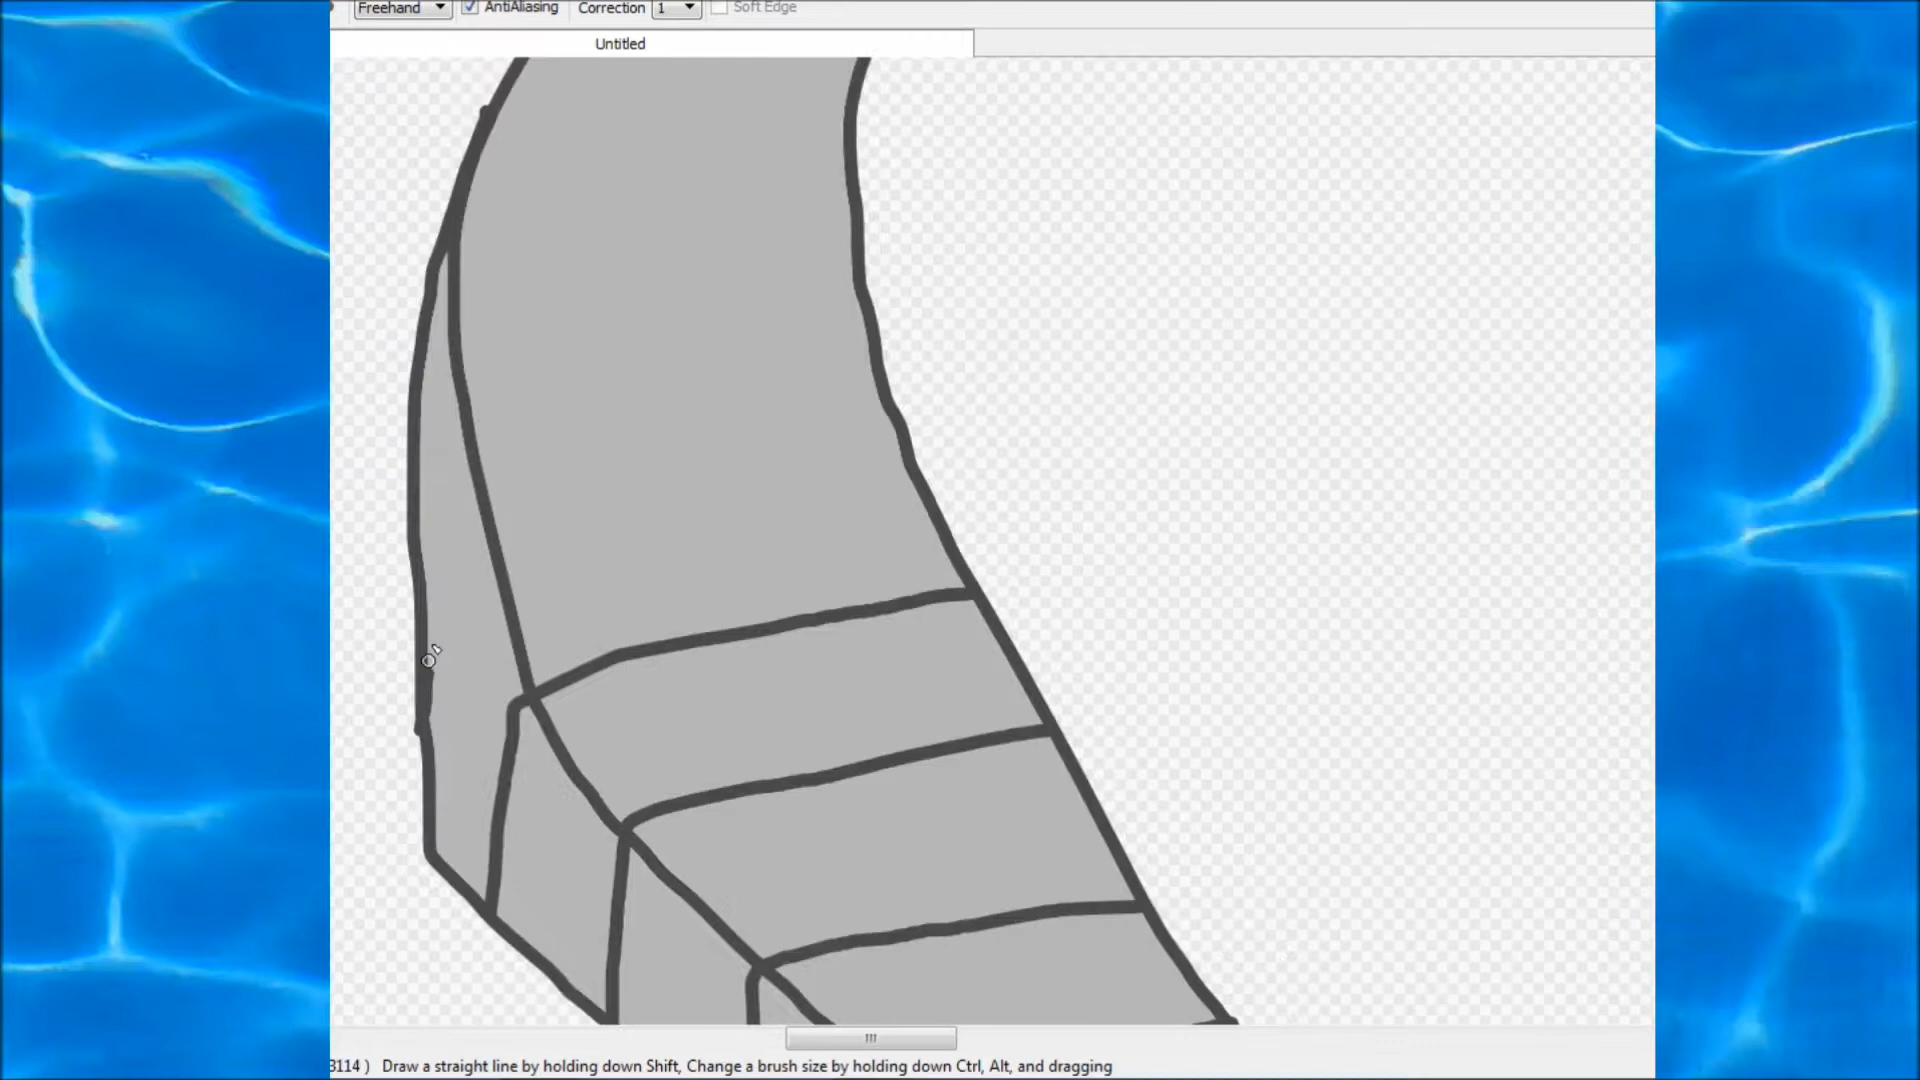 Freehand AntiAliasing Correction 1 Soft Edge
Untitled
3114 ) Draw a straight line by holding down Shift, Change a brush size by holding down Ctrl, Alt, and dragging